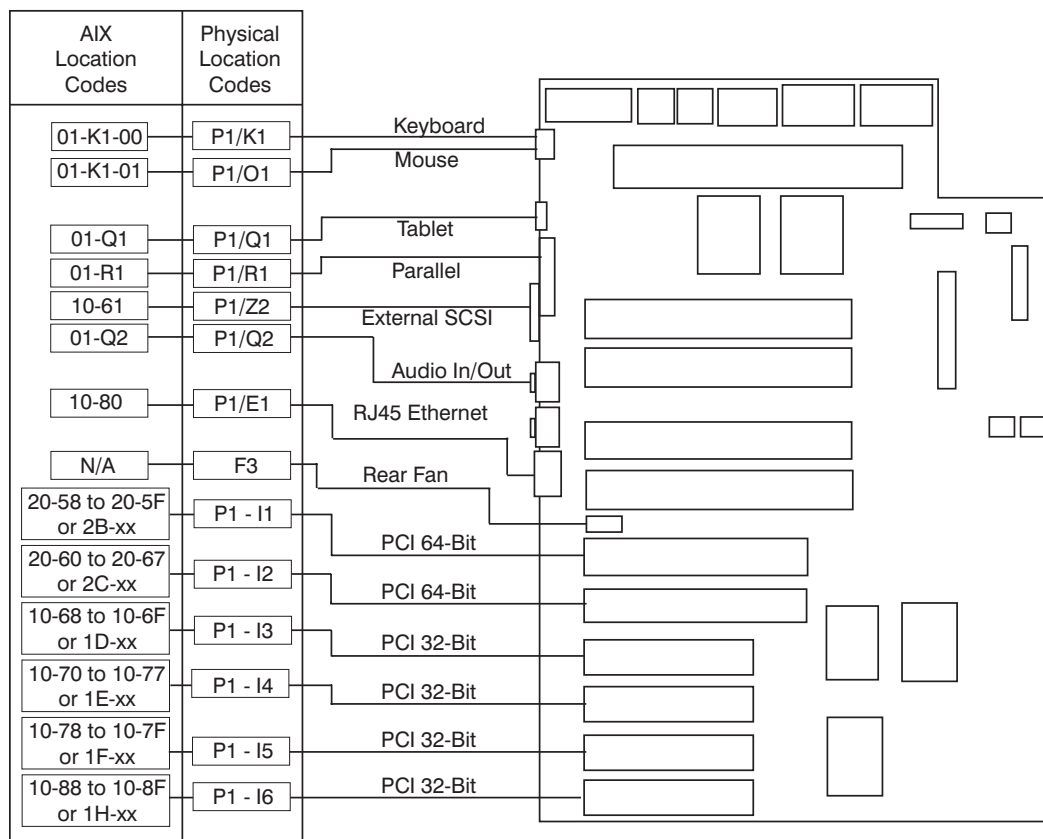 AIX
Location
Codes
Physical
Location
Codes
01-K1-00
P1/K1
Keyboard
01-K1-01
P1/O1
Mouse
01-Q1
P1/Q1
Tablet
01-R1
P1/R1
Parallel
10-61
P1/Z2
External SCSI
01-Q2
P1/Q2
Audio In/Out
10-80
P1/E1
RJ45 Ethernet
N/A
F3
Rear Fan
20-58 to 20-5F
or 2B-xx
P1 - I1
PCI 64-Bit
20-60 to 20-67
or 2C-xx
P1 - I2
PCI 64-Bit
10-68 to 10-6F
or 1D-xx
P1 - I3
PCI 32-Bit
10-70 to 10-77
or 1E-xx
P1 - I4
PCI 32-Bit
10-78 to 10-7F
or 1F-xx
P1 - I5
PCI 32-Bit
10-88 to 10-8F
or 1H-xx
P1 - I6
PCI 32-Bit